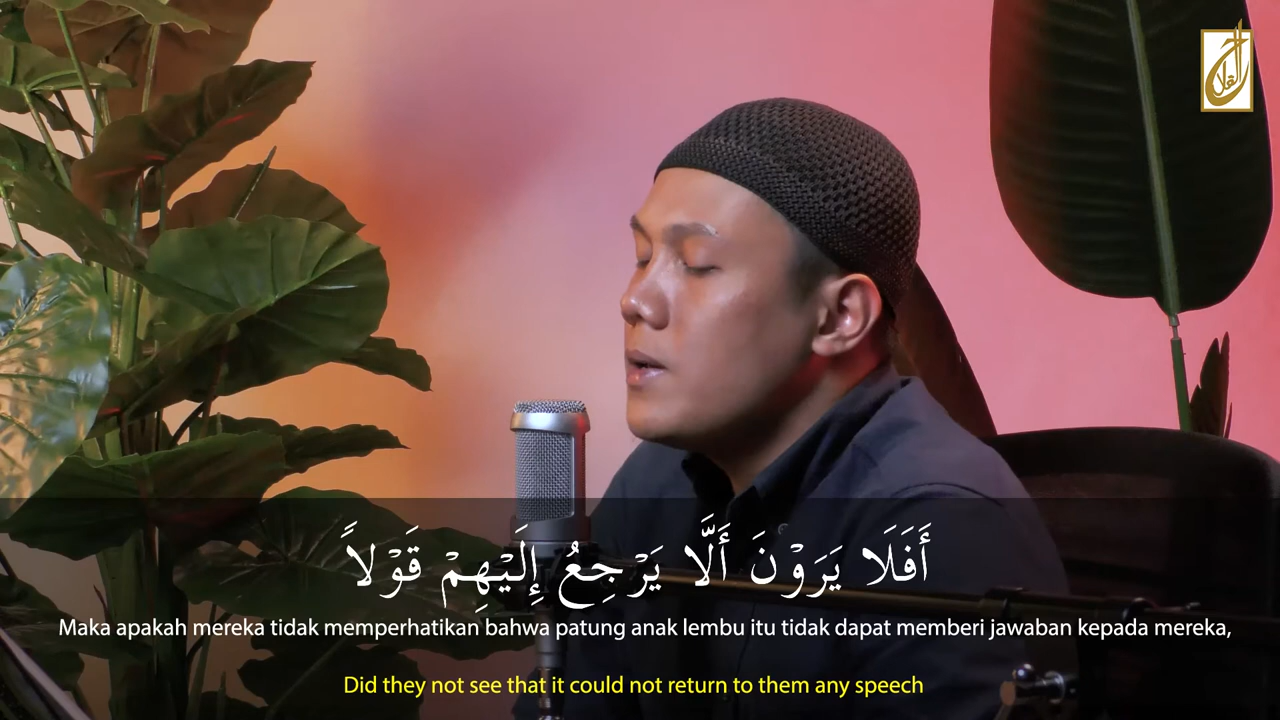 أَفَلَا يَرَوْنَ أَلَّا يَرْجِعُ إِلَيْهِمْ قَوْلاً
Maka apakah mereka tidak memperhatikan bahwa patung anak lembu itu tidak dapat memberi jawaban kepada mereka,
Did they not see that it could not return to them any speech